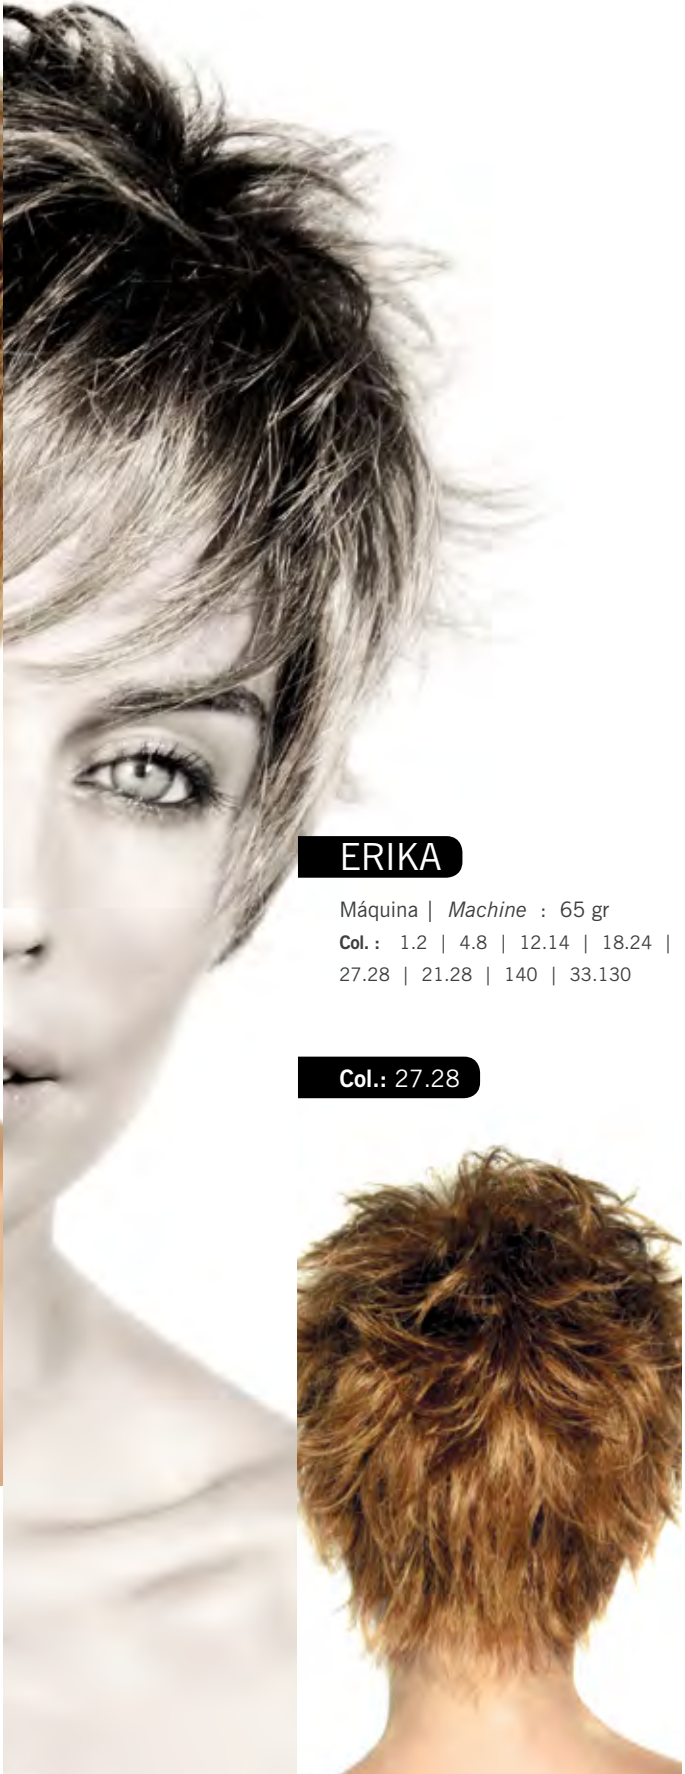 ERIKA
Máquina | Machine : 65 gr
Col. : 1.2 | 4.8 | 12.14 | 18.24 |
27.28 | 21.28 | 140 | 33.130
Col.: 27.28